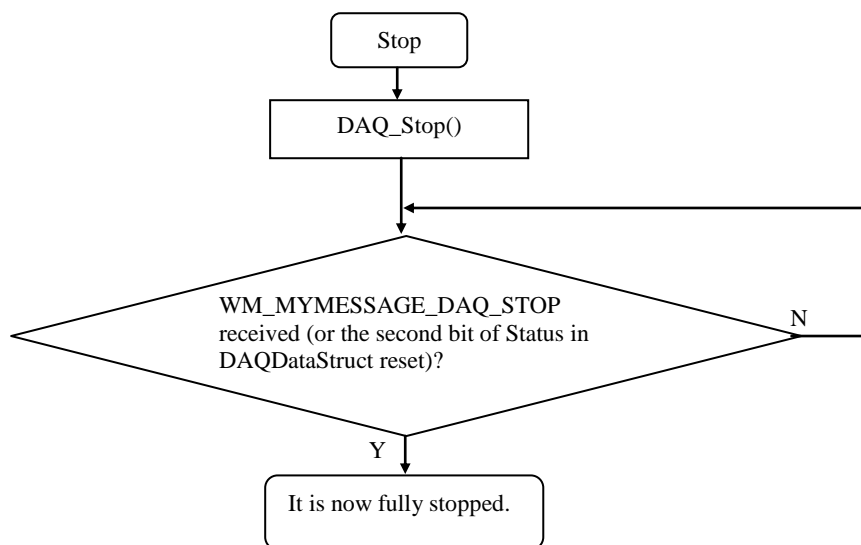 Stop
DAQ_Stop()
WM_MYMESSAGE_DAQ_STOP
received (or the second bit of Status in
DAQDataStruct reset)?
N
Y
It is now fully stopped.